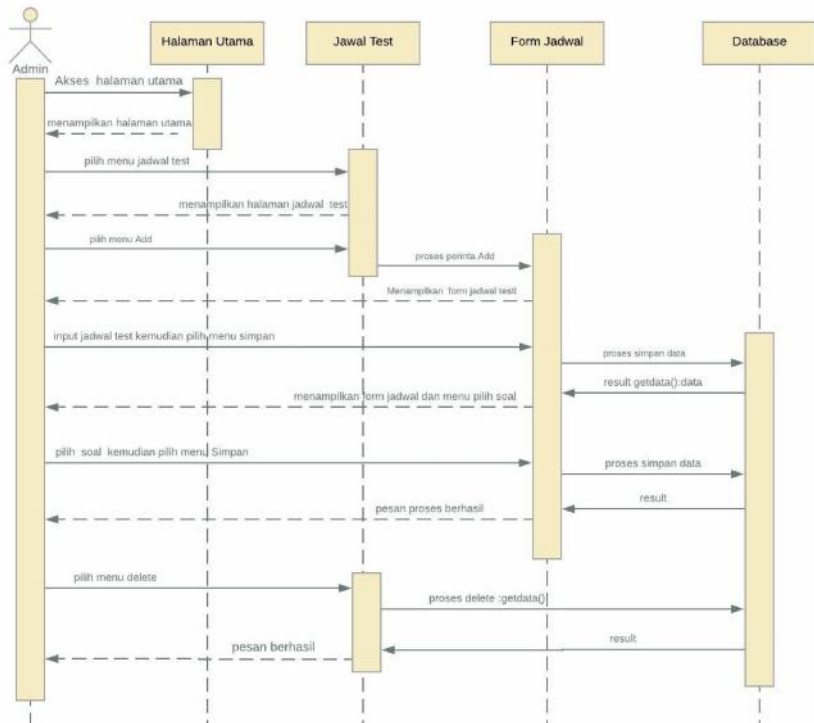 Halaman Utama
Jawal Test
Form Jadwal
Database
Admin
Akses halaman utama
menampilkan halaman utama
pilih menu jadwal test
menampilkan halaman jadwal test
pilih menu Add
proses perinta Add
Menampilkan form jadwal testl
input jadwal test kemudian pilih menu simpan
proses simpan data
result getdata():data
menampilkan form jadwal dan menu pilih soal
pilih soal kemudian pilih menu Simpan
proses simpan data
result
pesan proses berhasil
pilih menu delete
proses delete :getdata()
result
pesan berhasil